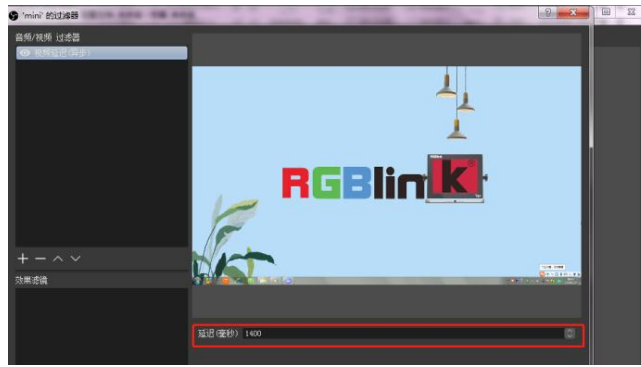 'mini' 的过滤器
音频/视频 过滤器
视频延迟(异步)
RGBlink
效果滤镜
延迟(毫秒) 1400